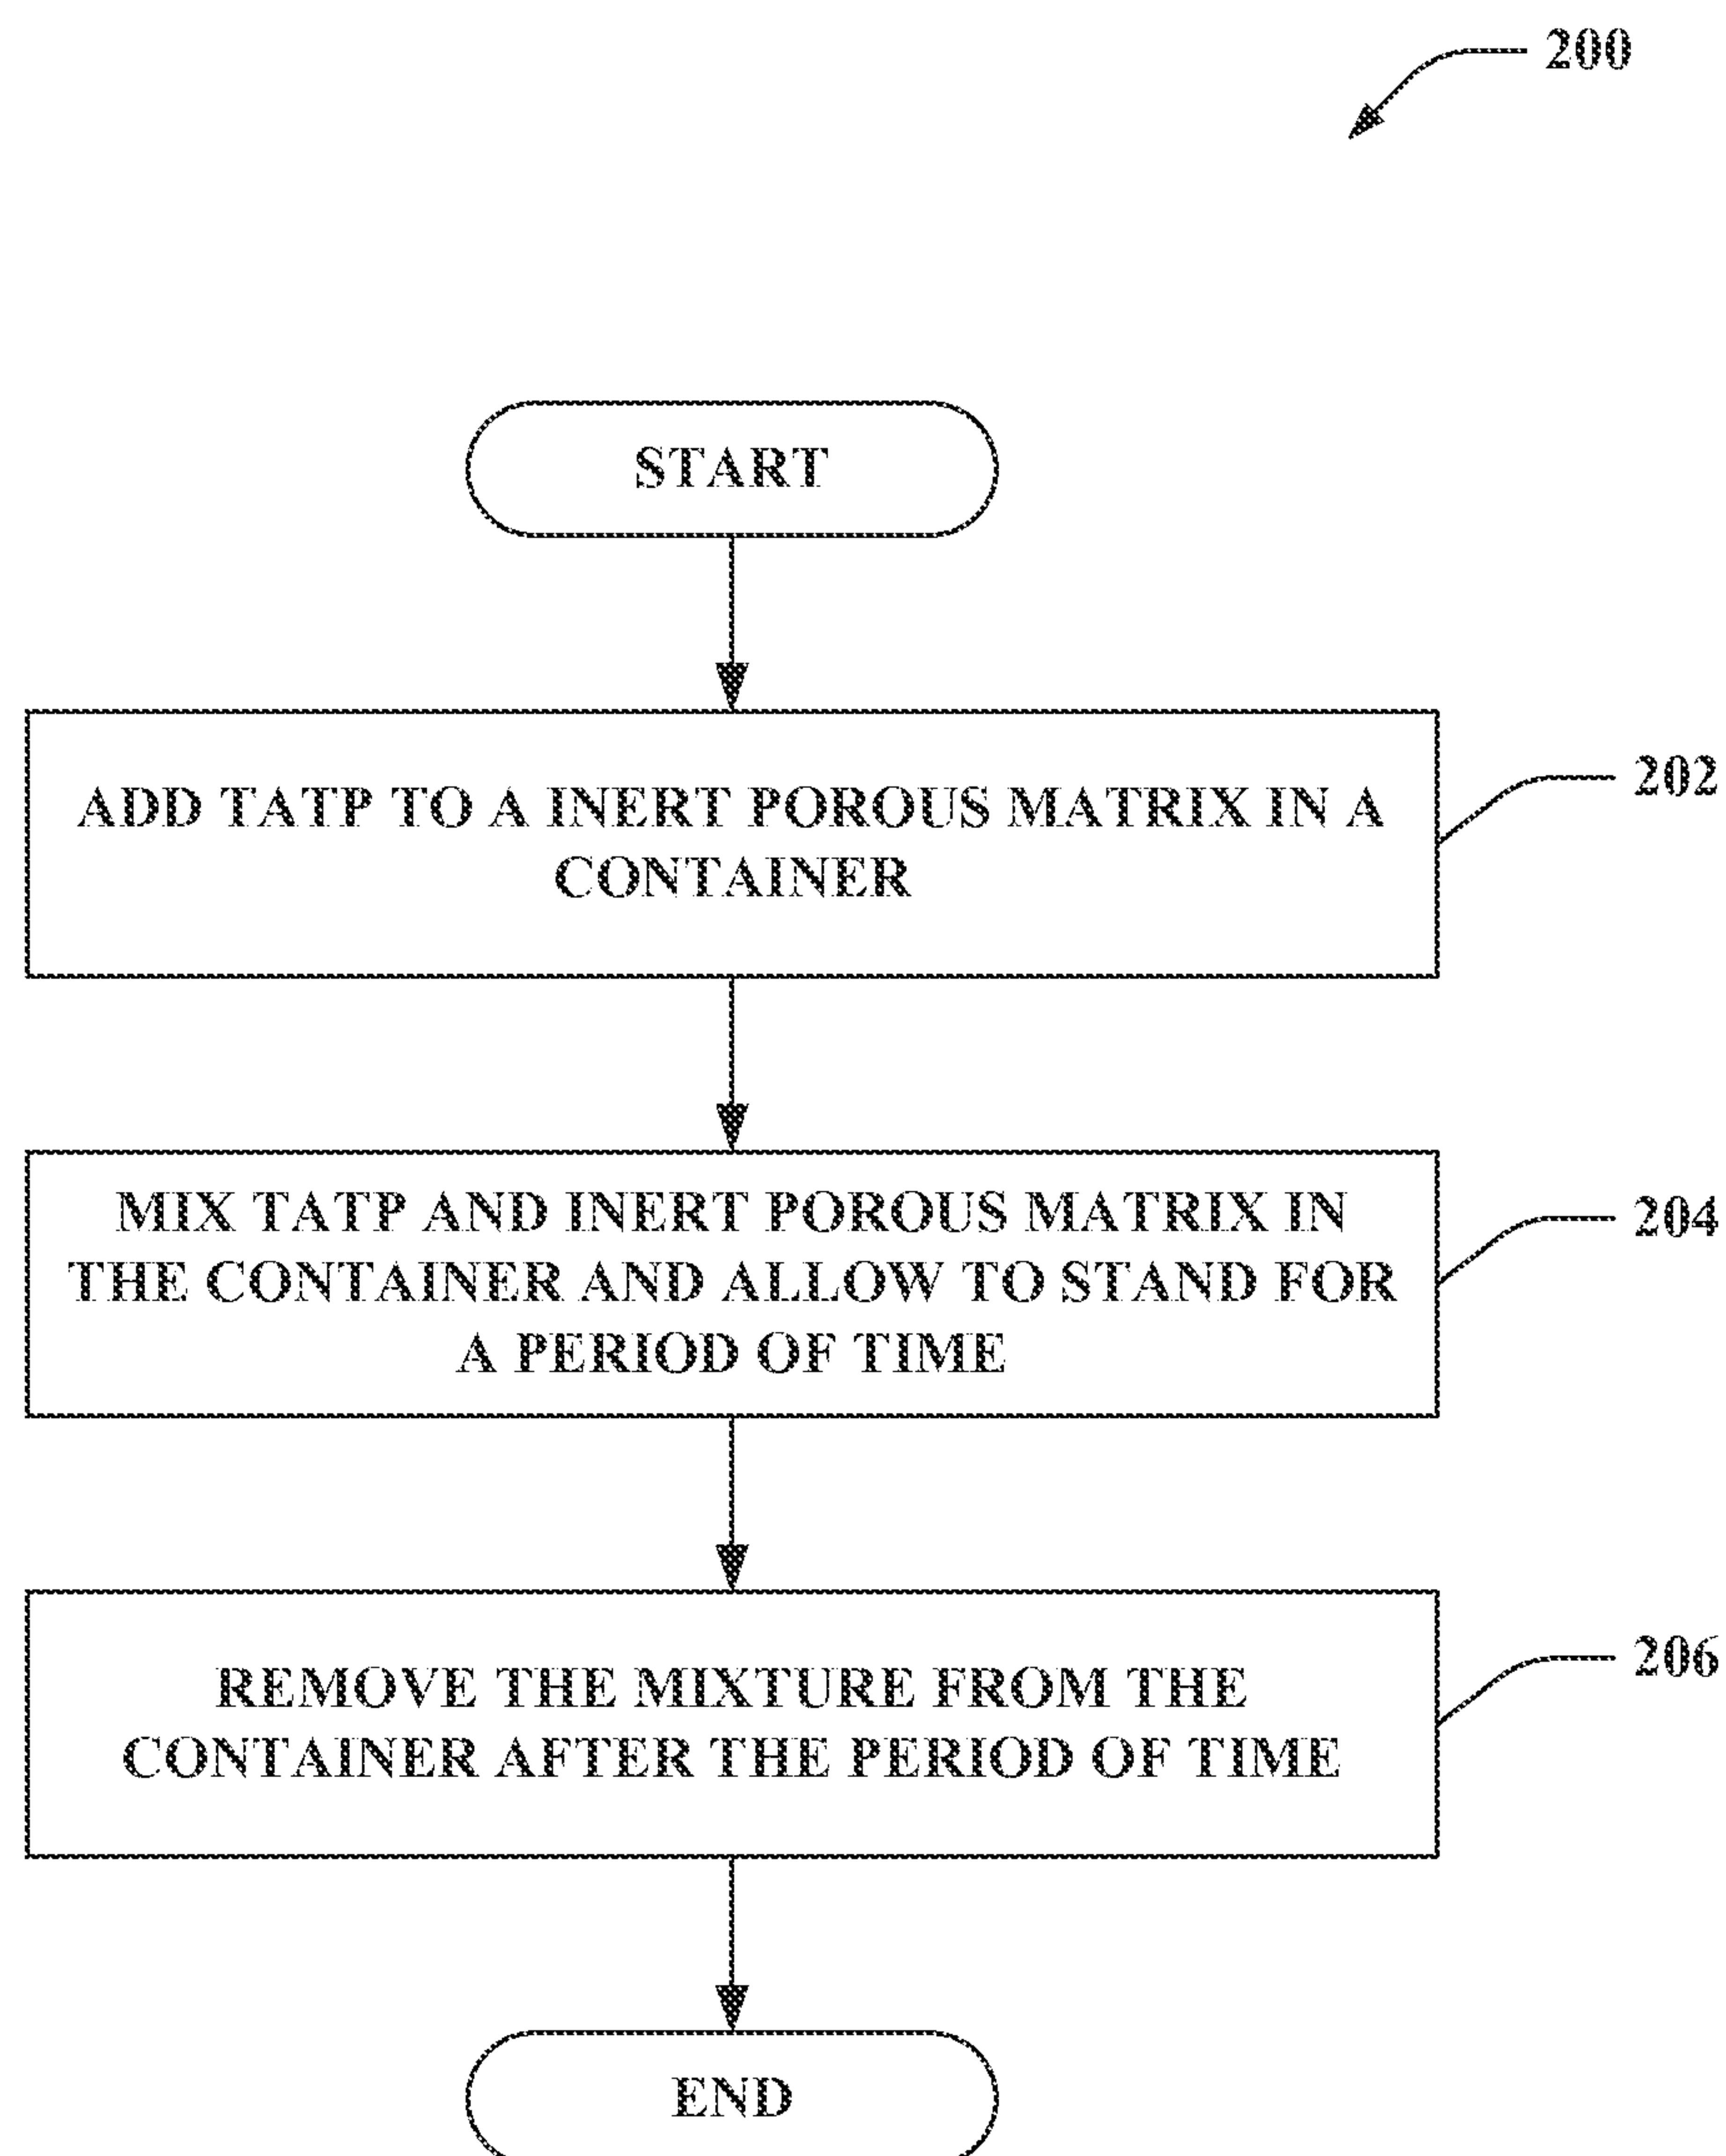 200
START
ADD TATP TO A INERT POROUS MATRIX IN A
CONTAINER
202
MIX TATP AND INERT POROUS MATRIX IN
THE CONTAINER AND ALLOW TO STAND FOR
A PERIOD OF TIME
204
REMOVE THE MIXTURE FROM THE
CONTAINER AFTER THE PERIOD OF TIME
206
END